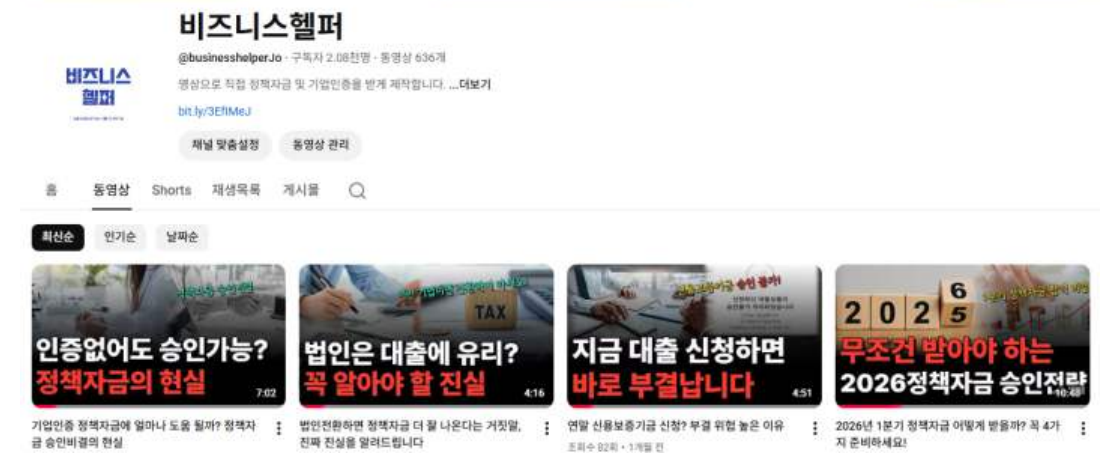 비즈니스헬퍼
@businesshelperJo · 구독자 2.08천명 · 동영상 636개
영상으로 직접 정책자금 및 기업인증을 받게 제작합니다. ...더보기
bit.ly/3EfIMeJ
채널 맞춤설정
동영상 관리
비즈니스
헬퍼
홈
동영상
Shorts
재생목록
게시물
최신순
인기순
날짜순
인증없어도 승인가능?
정책자금의 현실
7:02
기업인증 정책자금에 얼마나 도움 될까? 정책자
금 승인비결의 현실
TAX
법인은 대출에 유리?
꼭 알아야 할 진실
4:16
법인전환하면 정책자금 더 잘 나온다는 거짓말,
진짜 진실을 알려드립니다
지금 대출 신청하면
바로 부결납니다
4:51
연말 신용보증기금 신청? 부결 위험 높은 이유
조회수 82회 · 1개월 전
2 0 2 6
5
무조건 받아야 하는
2026정책자금 승인전략
10:48
2026년 1분기 정책자금 어떻게 받을까? 꼭 4가
지 준비하세요!